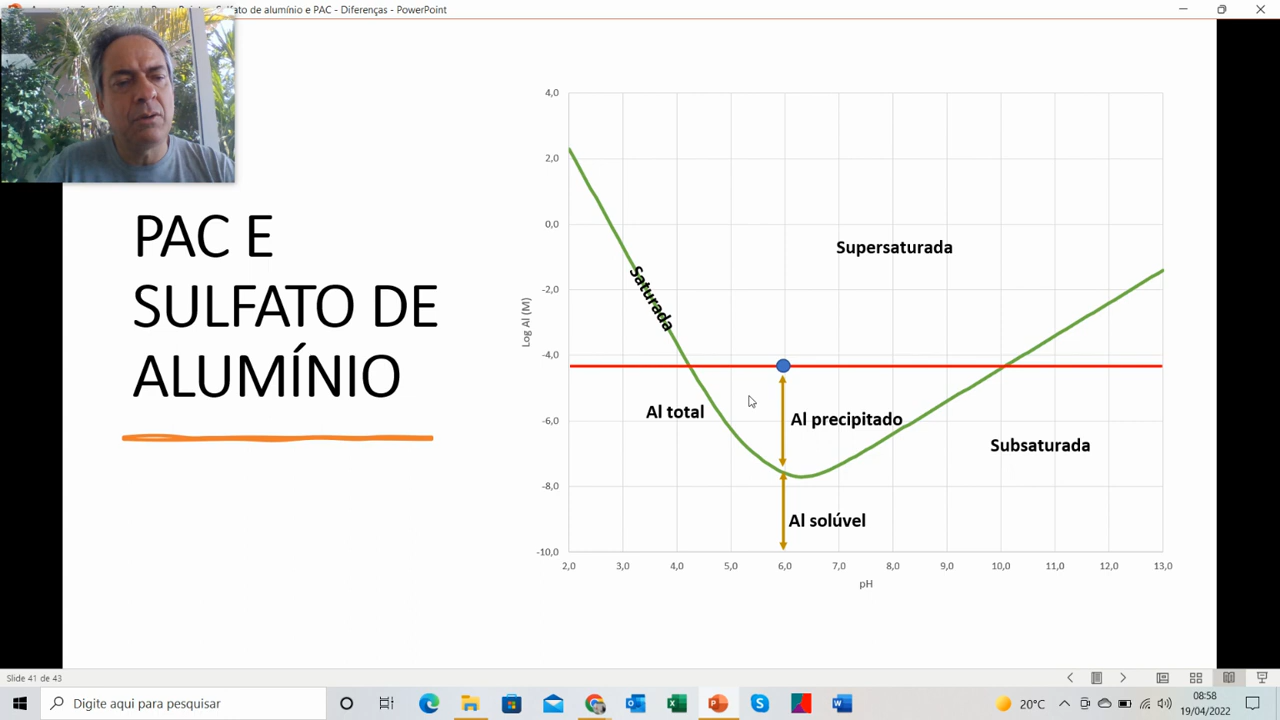 Sulfato de alumínio e PAC - Diferenças - PowerPoint
PAC E
SULFATO DE
ALUMÍNIO
4,0
2,0
0,0
-2,0
-4,0
-6,0
-8,0
-10,0
Log Al (M)
Saturada
Supersaturada
Al total
Al precipitado
Subsaturada
Al solúvel
2,0 3,0 4,0 5,0 6,0 7,0 8,0 9,0 10,0 11,0 12,0 13,0
pH
Slide 41 de 43
Digite aqui para pesquisar
20°C
08:58
19/04/2022